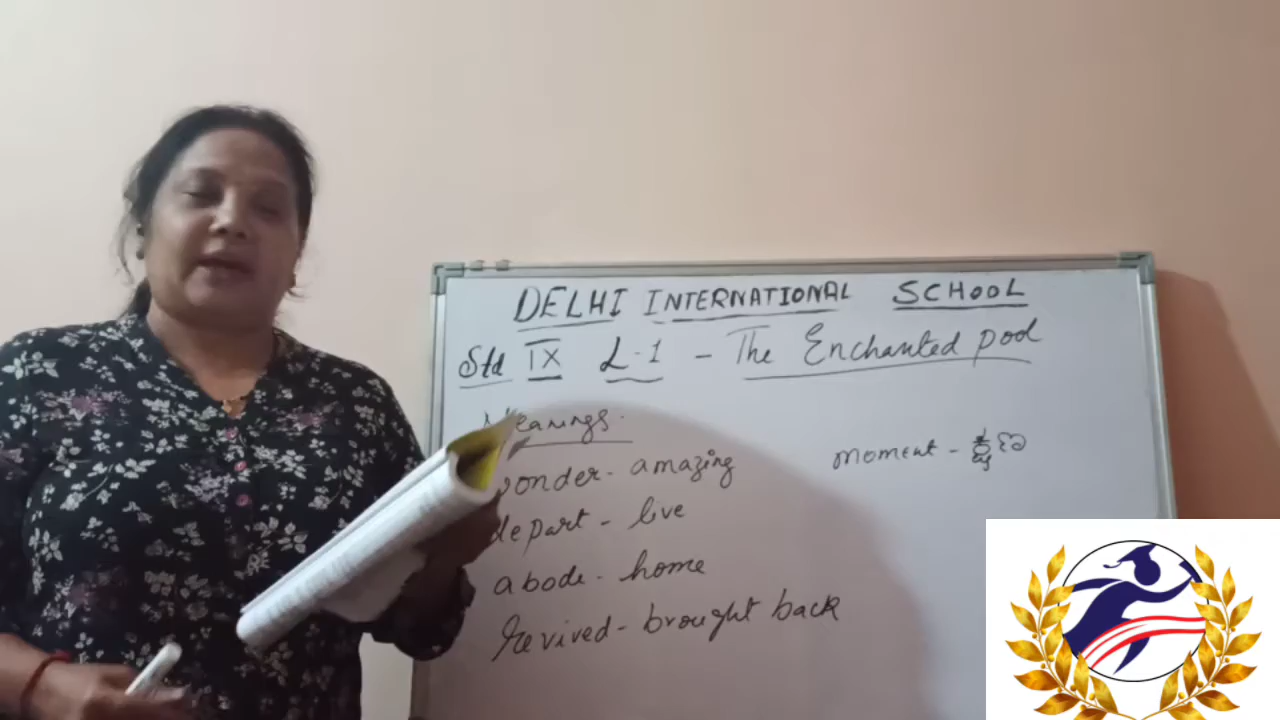 DELHI INTERNATIONAL SCHOOL
Std IX L-1 - The Enchanted Pod
Meanings.
wonder - amazing
depart - live
abode - home
Revived - brought back
moment -